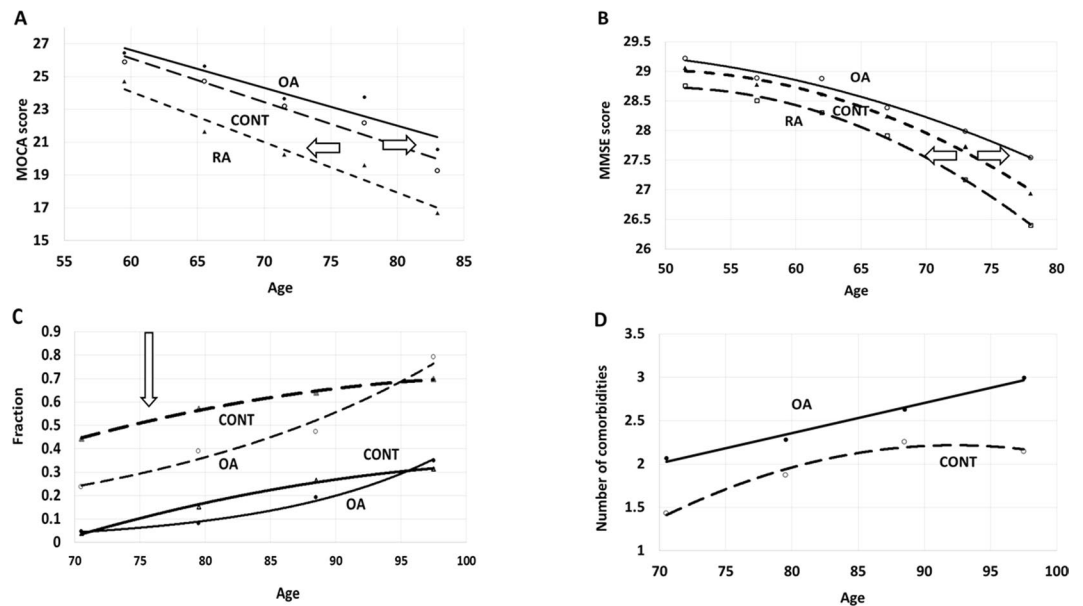 A
MOCA score
27
25
23
21
19
17
15
OA
CONT
RA
55
60
65
70
75
80
85
Age
B
MMSE score
29.5
29
28.5
28
27.5
27
26.5
26
OA
CONT
RA
50
55
60
65
70
75
80
Age
C
Fraction
0.9
0.8
0.7
0.6
0.5
0.4
0.3
0.2
0.1
0
CONT
OA
CONT
OA
70
75
80
85
90
95
100
Age
D
Number of comorbidities
3.5
3
2.5
2
1.5
1
OA
CONT
70
75
80
85
90
95
100
Age